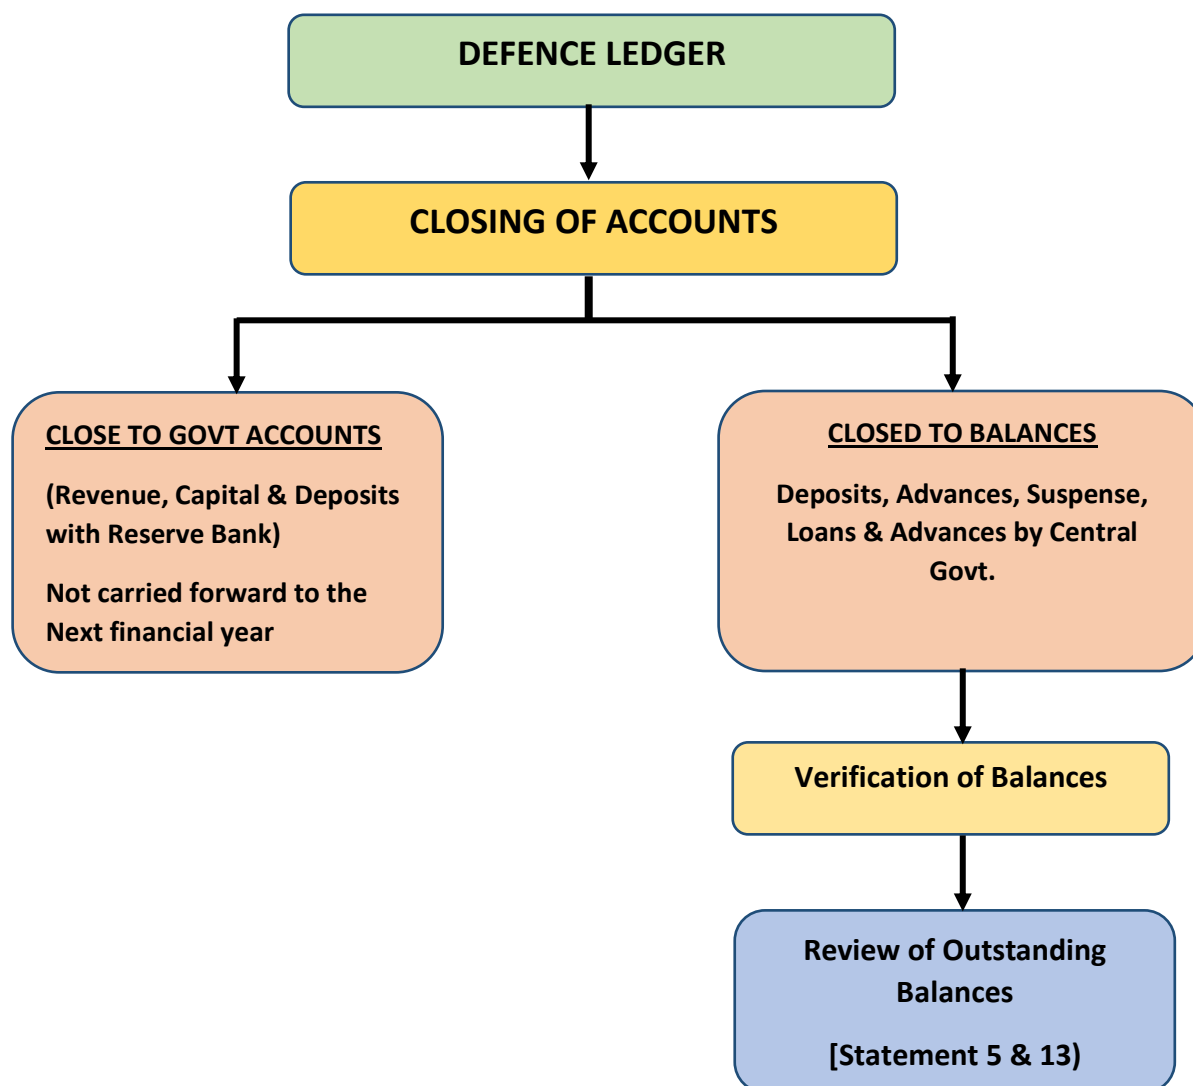 DEFENCE LEDGER
CLOSING OF ACCOUNTS
CLOSE TO GOVT ACCOUNTS
(Revenue, Capital & Deposits
with Reserve Bank)
Not carried forward to the
Next financial year
CLOSED TO BALANCES
Deposits, Advances, Suspense,
Loans & Advances by Central
Govt.
Verification of Balances
Review of Outstanding
Balances
[Statement 5 & 13)